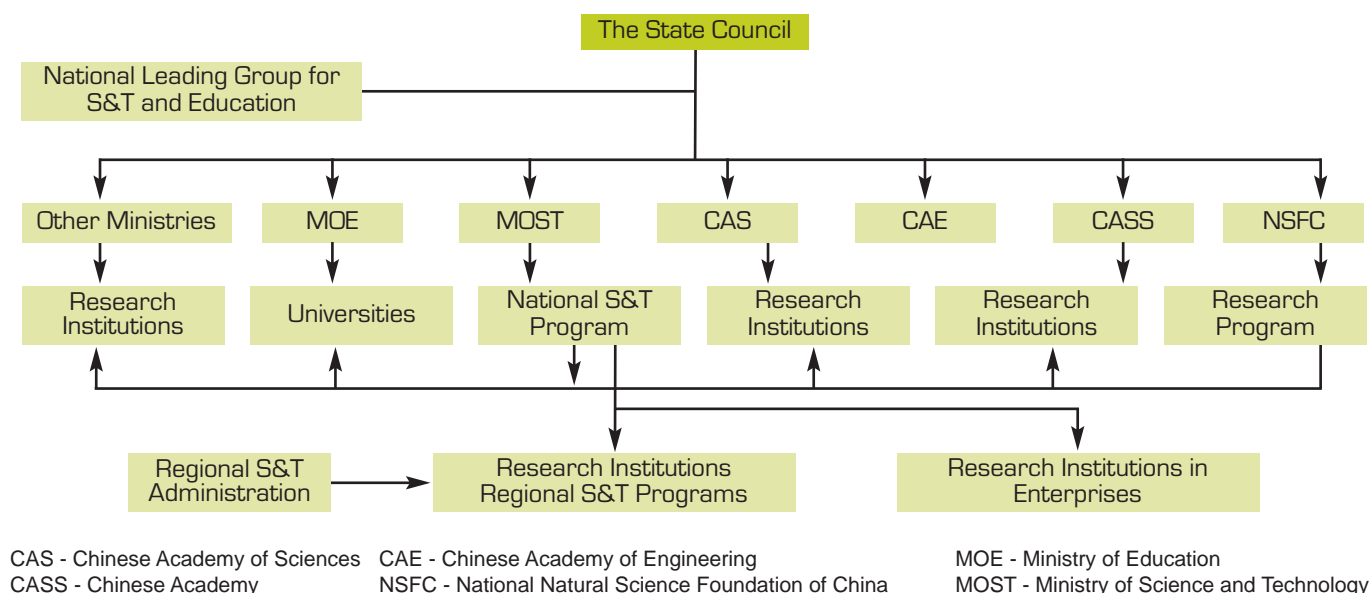 The State Council
National Leading Group for
S&T and Education
Other Ministries
MOE
MOST
CAS
CAE
CASS
NSFC
Research
Institutions
Universities
National S&T
Program
Research
Institutions
Research
Institutions
Research
Program
Regional S&T
Administration
Research Institutions
Regional S&T Programs
Research Institutions in
Enterprises
CAS - Chinese Academy of Sciences
CAE - Chinese Academy of Engineering
MOE - Ministry of Education
CASS - Chinese Academy
NSFC - National Natural Science Foundation of China
MOST - Ministry of Science and Technology